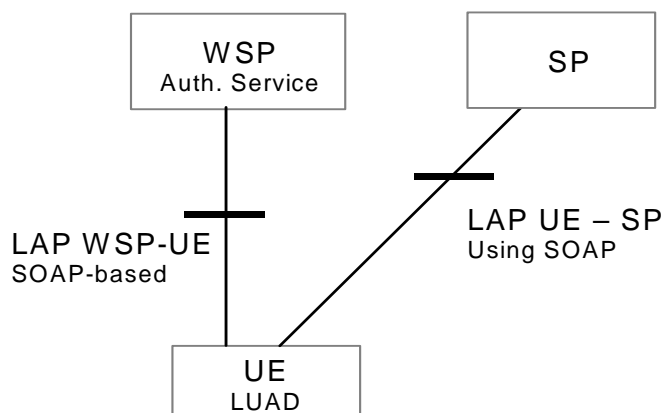 WSP
Auth. Service
SP
LAP WSP-UE
SOAP-based
LAP UE – SP
Using SOAP
UE
LUAD